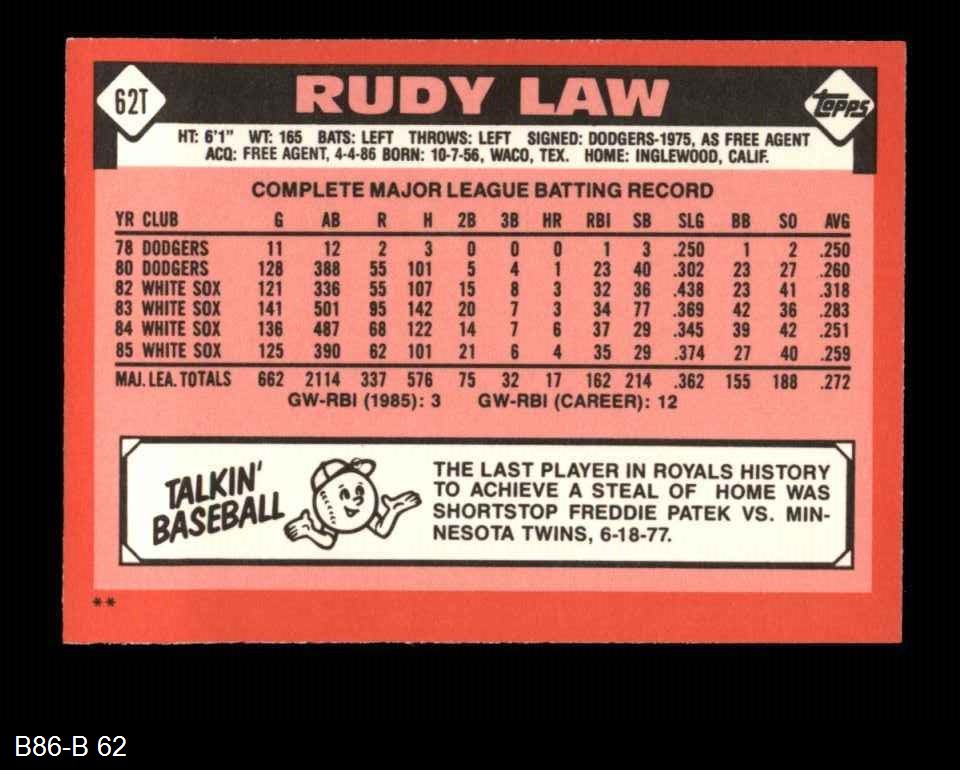 62T
RUDY LAW
Topps
HT: 6'1" WT: 165 BATS: LEFT THROWS: LEFT SIGNED: DODGERS-1975, AS FREE AGENT
ACQ: FREE AGENT, 4-4-86 BORN: 10-7-56, WACO, TEX. HOME: INGLEWOOD, CALIF.
COMPLETE MAJOR LEAGUE BATTING RECORD
YR CLUB G AB R H 2B 3B HR RBI SB SLG BB SO AVG
78 DODGERS 11 12 2 3 0 0 0 1 3 .250 1 2 .250
80 DODGERS 128 388 55 101 5 4 1 23 40 .302 23 27 .260
82 WHITE SOX 121 336 55 107 15 8 3 32 36 .438 23 41 .318
83 WHITE SOX 141 501 95 142 20 7 3 34 77 .369 42 36 .283
84 WHITE SOX 136 487 68 122 14 7 6 37 29 .345 39 42 .251
85 WHITE SOX 125 390 62 101 21 6 4 35 29 .374 27 40 .259
MAJ. LEA. TOTALS 662 2114 337 576 75 32 17 162 214 .362 155 188 .272
GW-RBI (1985): 3 GW-RBI (CAREER): 12
TALKIN'
BASEBALL
THE LAST PLAYER IN ROYALS HISTORY
TO ACHIEVE A STEAL OF HOME WAS
SHORTSTOP FREDDIE PATEK VS. MIN-
NESOTA TWINS, 6-18-77.
**
B86-B 62